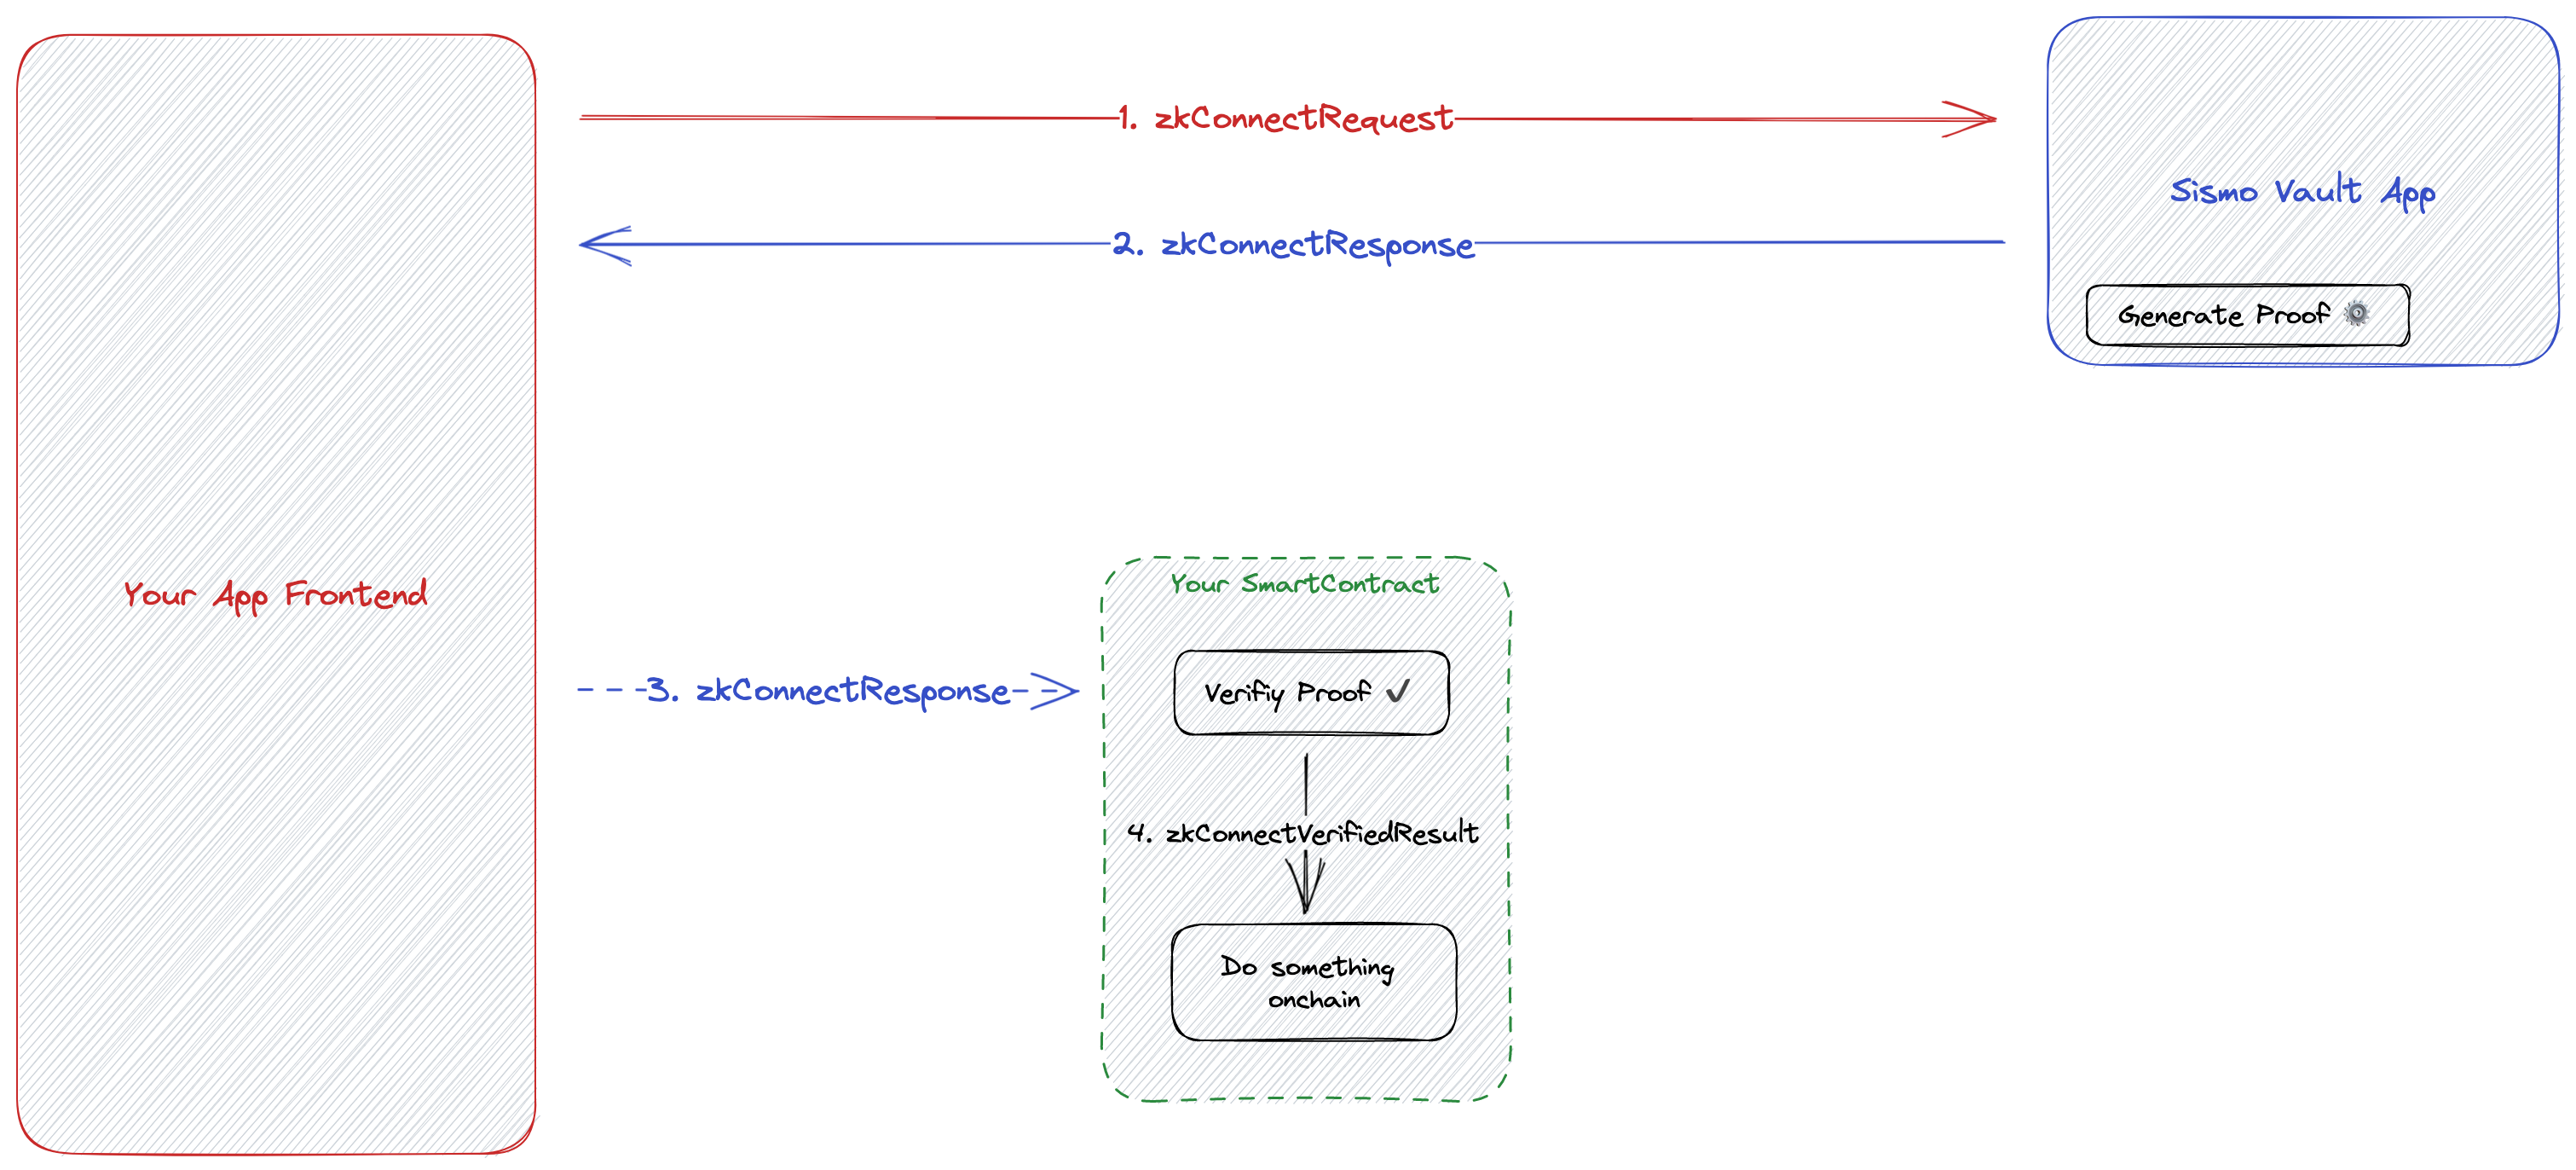 1. zkConnectRequest
Sismo Vault App
2. zkConnectResponse
Generate Proof
Your App Frontend
Your SmartContract
3. zkConnectResponse
Verifiy Proof ✓
4. zkConnectVerifiedResult
Do something
onchain